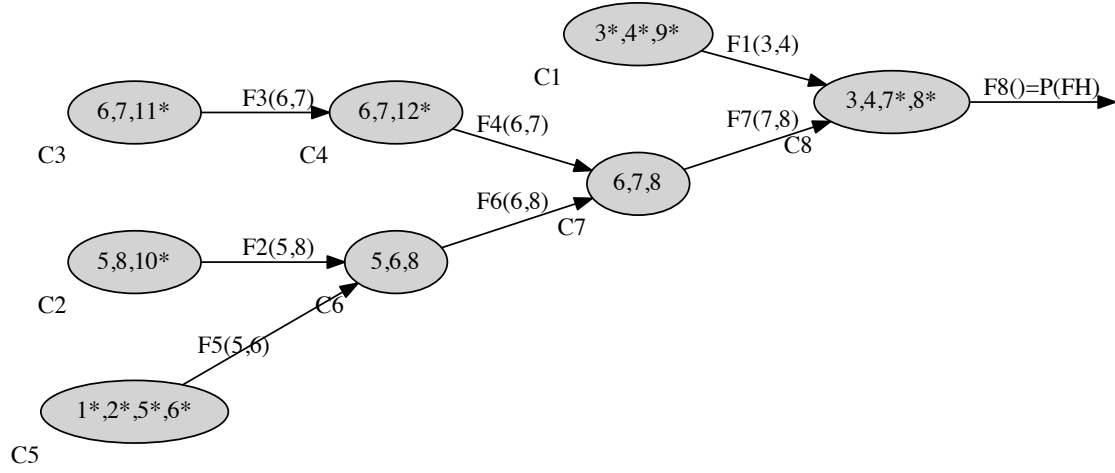 3*,4*,9*
F1(3,4)
C1
6,7,11*
F3(6,7)
6,7,12*
F4(6,7)
3,4,7*,8*
F8()=P(FH)
F7(7,8)
C3
C4
C8
6,7,8
F6(6,8)
C7
5,8,10*
F2(5,8)
5,6,8
C2
C6
F5(5,6)
1*,2*,5*,6*
C5